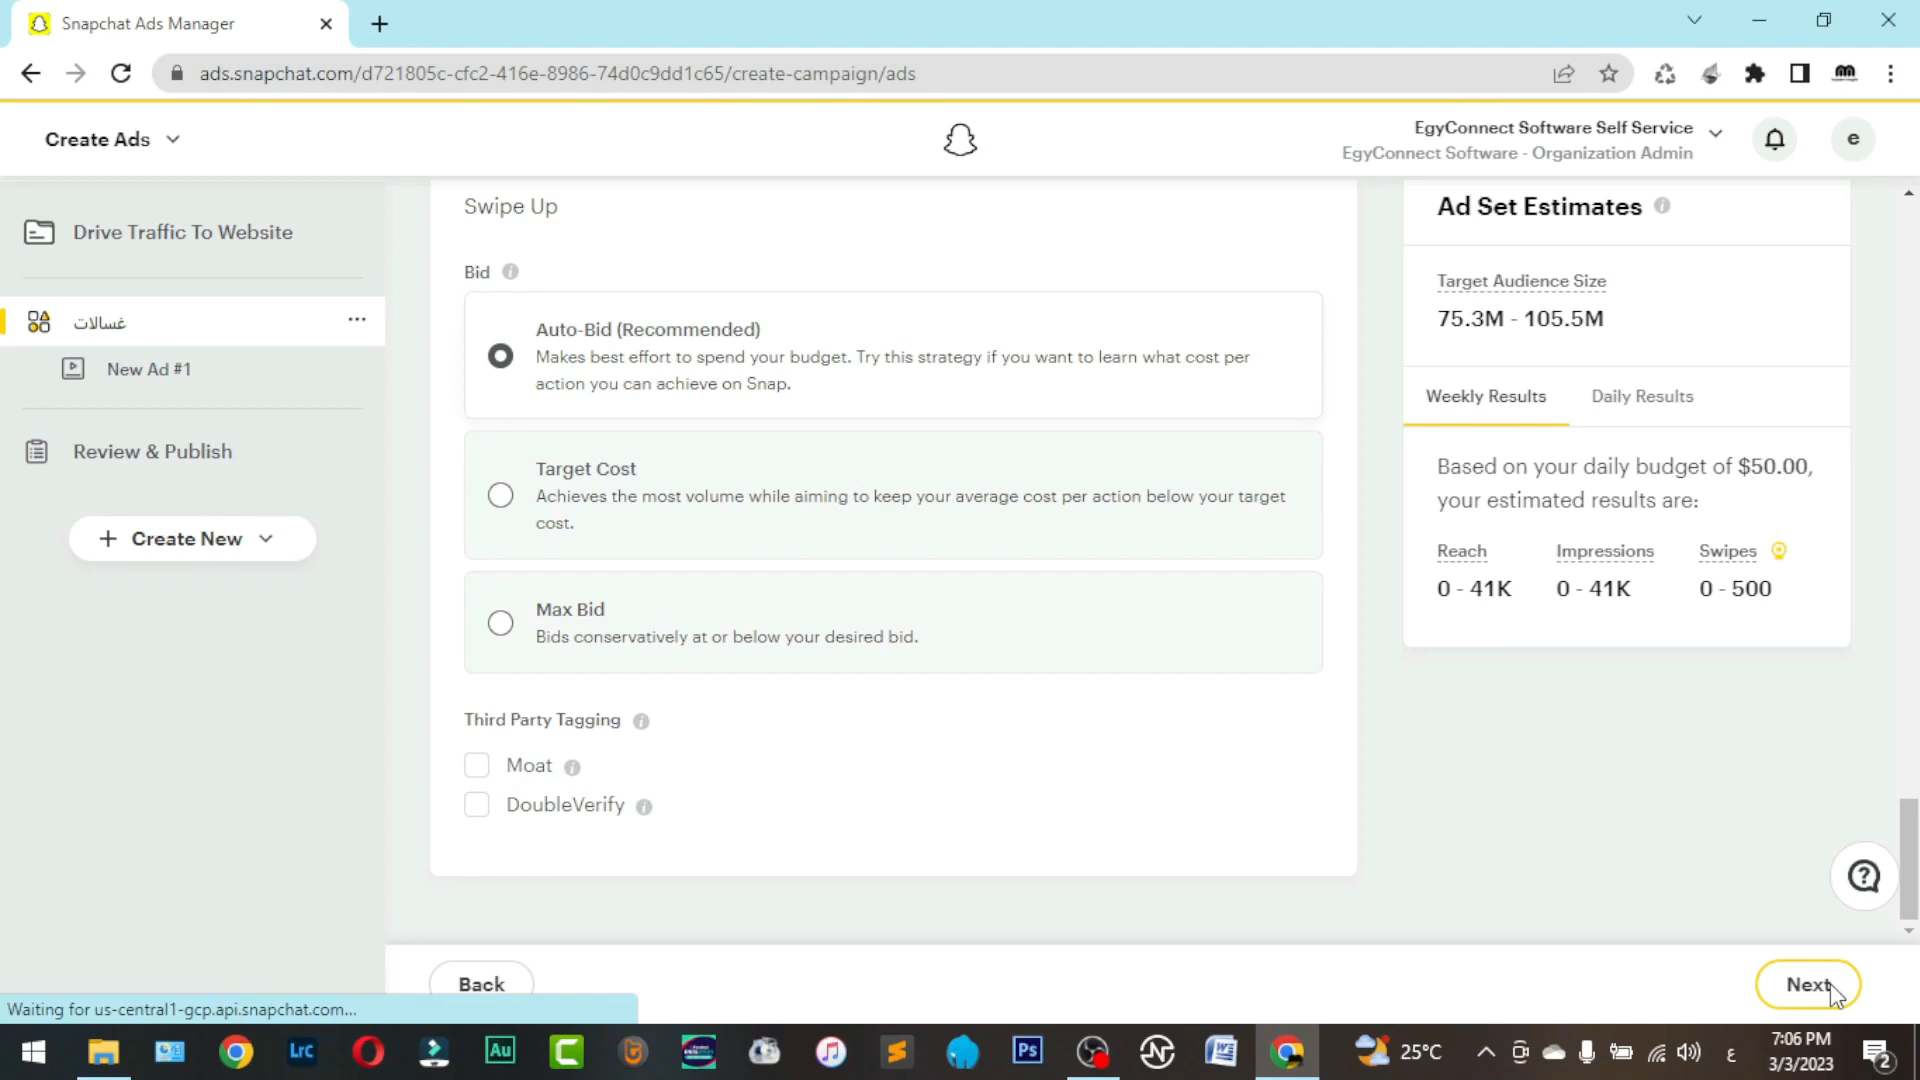 Snapchat Ads Manager
ads.snapchat.com/d721805c-cfc2-416e-8986-74d0c9dd1c65/create-campaign/ads
Create Ads
EgyConnect Software Self Service
EgyConnect Software - Organization Admin
e
Drive Traffic To Website
غسالات
New Ad #1
Review & Publish
+ Create New
Swipe Up
Bid
Auto-Bid (Recommended)
Makes best effort to spend your budget. Try this strategy if you want to learn what cost per
action you can achieve on Snap.
Target Cost
Achieves the most volume while aiming to keep your average cost per action below your target
cost.
Max Bid
Bids conservatively at or below your desired bid.
Third Party Tagging
Moat
DoubleVerify
Ad Set Estimates
Target Audience Size
75.3M - 105.5M
Weekly Results Daily Results
Based on your daily budget of $50.00,
your estimated results are:
Reach Impressions Swipes
0 - 41K 0 - 41K 0 - 500
Back
Next
Waiting for us-central1-gcp.api.snapchat.com...
LrC
Au
Ps
25°C
ع
7:06 PM
3/3/2023
2